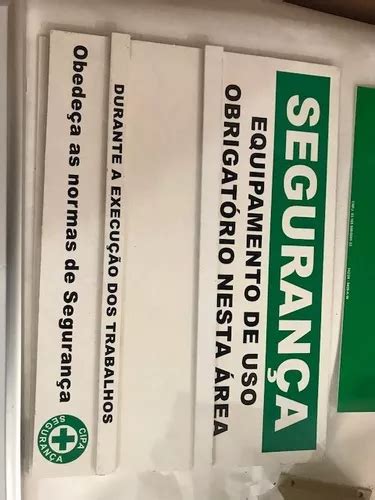 SEGURANÇA
EQUIPAMENTO DE USO
OBRIGATÓRIO NESTA ÁREA
DURANTE A EXECUÇÃO DOS TRABALHOS
Obedeça as normas de Segurança
CIPA
SEGURANÇA